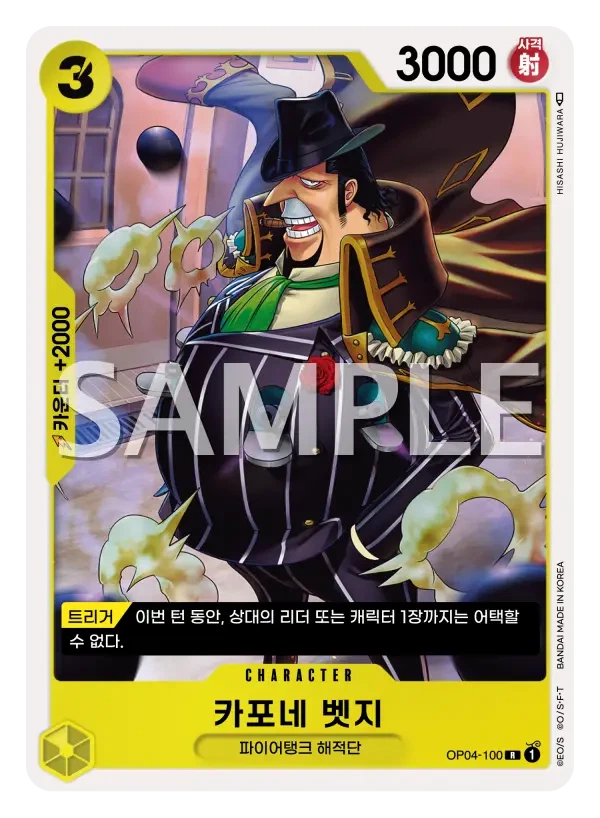 3
3000
사격
射
HISASHI HUJIWARA
카운터 +2000
SAMPLE
트리거 이번 턴 동안, 상대의 리더 또는 캐릭터 1장까지는 어택할
수 없다.
CHARACTER
카포네 벳지
파이어탱크 해적단
OP04-100 R 1
©EO/S ©O/S·F·T BANDAI MADE IN KOREA